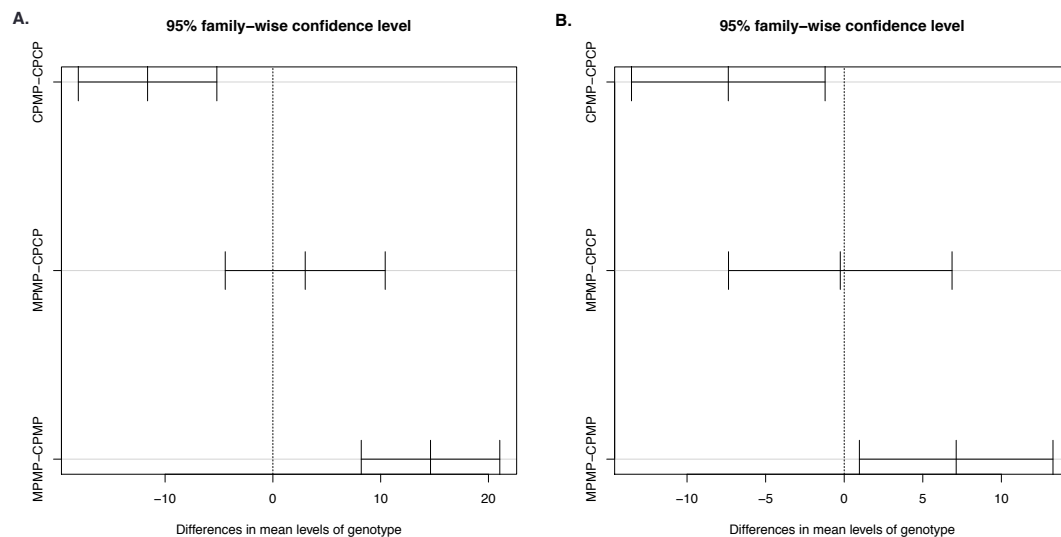 A.
95% family−wise confidence level
CPMP−CPCP
MPMP−CPCP
MPMP−CPMP
−10 0 10 20
Differences in mean levels of genotype
B.
95% family−wise confidence level
CPMP−CPCP
MPMP−CPCP
MPMP−CPMP
−10 −5 0 5 10
Differences in mean levels of genotype